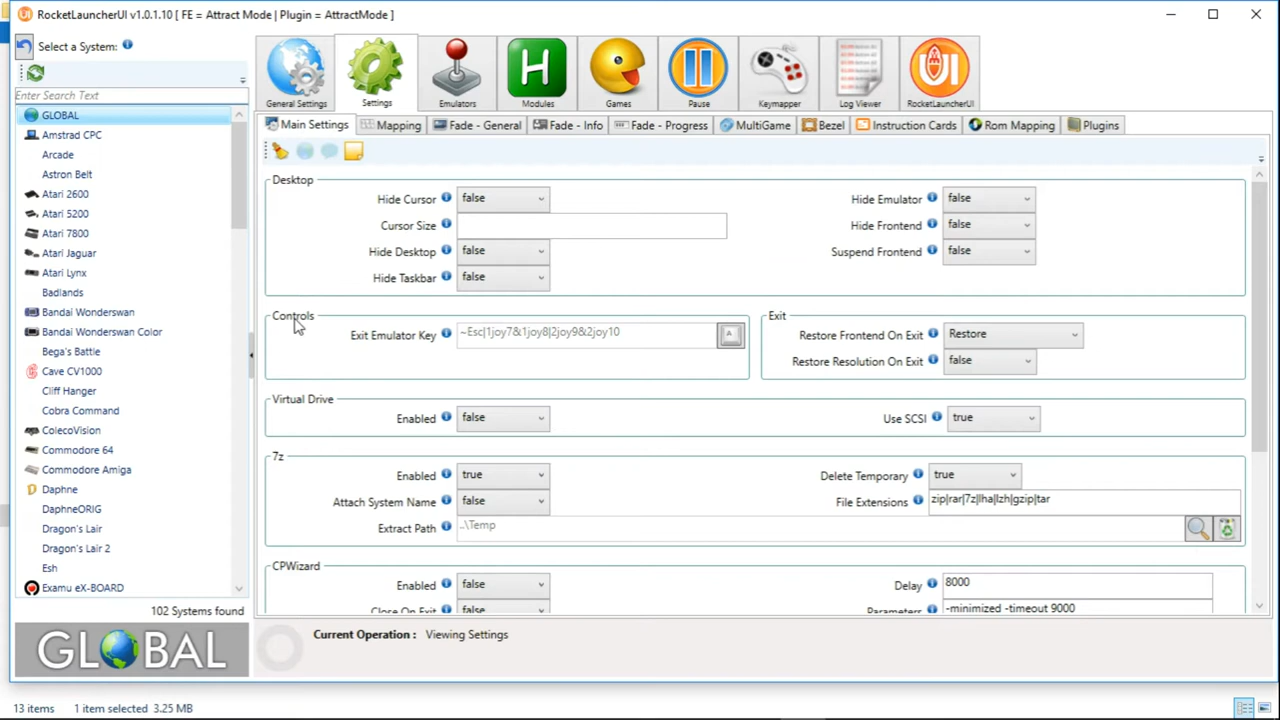 RocketLauncherUI v1.0.1.10 [ FE = Attract Mode | Plugin = AttractMode ]
Select a System:
Enter Search Text
GLOBAL
Amstrad CPC
Arcade
Astron Belt
Atari 2600
Atari 5200
Atari 7800
Atari Jaguar
Atari Lynx
Badlands
Bandai Wonderswan
Bandai Wonderswan Color
Bega's Battle
Cave CV1000
Cliff Hanger
Cobra Command
ColecoVision
Commodore 64
Commodore Amiga
Daphne
DaphneORIG
Dragon's Lair
Dragon's Lair 2
Esh
Examu eX-BOARD
102 Systems found
GLOBAL
General Settings
Settings
Emulators
H
Modules
Games
Pause
Keymapper
Log Viewer
UI
RocketLauncherUI
Main Settings Mapping Fade - General Fade - Info Fade - Progress MultiGame Bezel Instruction Cards Rom Mapping Plugins
Desktop
Hide Cursor false Hide Emulator false
Cursor Size Hide Frontend false
Hide Desktop false Suspend Frontend false
Hide Taskbar false
Controls Exit
Exit Emulator Key ~Esc|1joy7&1joy8|2joy9&2joy10 A Restore Frontend On Exit Restore
Restore Resolution On Exit false
Virtual Drive
Enabled false Use SCSI true
7z
Enabled true Delete Temporary true
Attach System Name false File Extensions zip|rar|7z|lha|lzh|gzip|tar
Extract Path ..\Temp
CPWizard
Enabled false Delay 8000
Close On Exit false Parameters -minimized -timeout 9000
Current Operation : Viewing Settings
13 items 1 item selected 3.25 MB